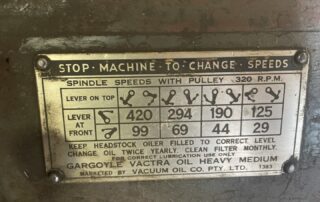 STOP - MACHINE - TO - CHANGE - SPEEDS
SPINDLE SPEEDS WITH PULLEY 320 R.P.M.
LEVER ON TOP
LEVER AT FRONT 420 294 190 125
99 69 44 29
KEEP HEADSTOCK OILER FILLED TO CORRECT LEVEL
CHANGE OIL TWICE YEARLY. CLEAN FILTER MONTHLY.
FOR CORRECT LUBRICATION USE ONLY
GARGOYLE VACTRA OIL HEAVY MEDIUM
MARKETED BY VACUUM OIL CO. PTY. LTD. 1383